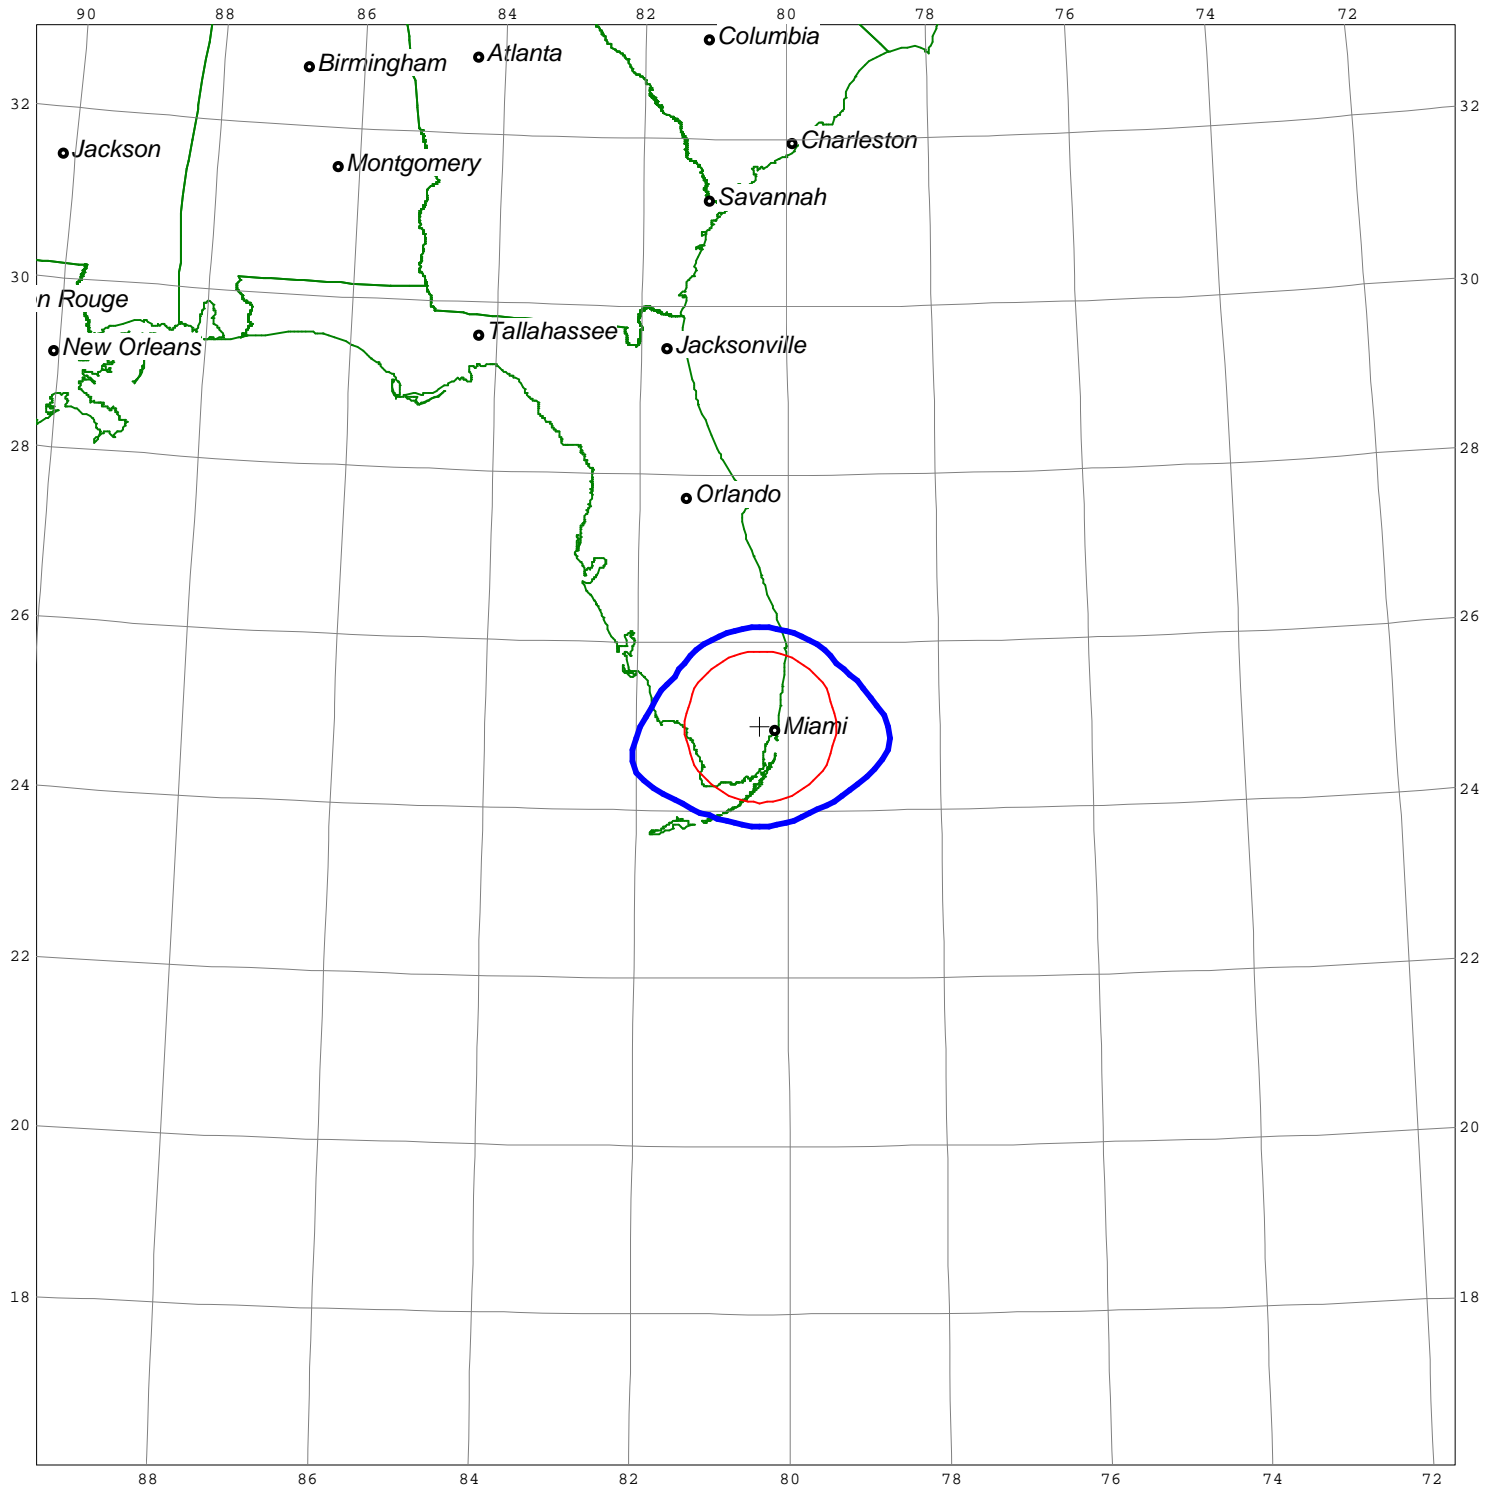 90 88 86 84 82 80 78 76 74 72
Columbia
Atlanta
Birmingham
32 32
Charleston
Jackson
Montgomery
Savannah
30 30
n Rouge
Tallahassee
Jacksonville
New Orleans
28 28
Orlando
26 26
Miami
24 24
22 22
20 20
18 18
88 86 84 82 80 78 76 74 72